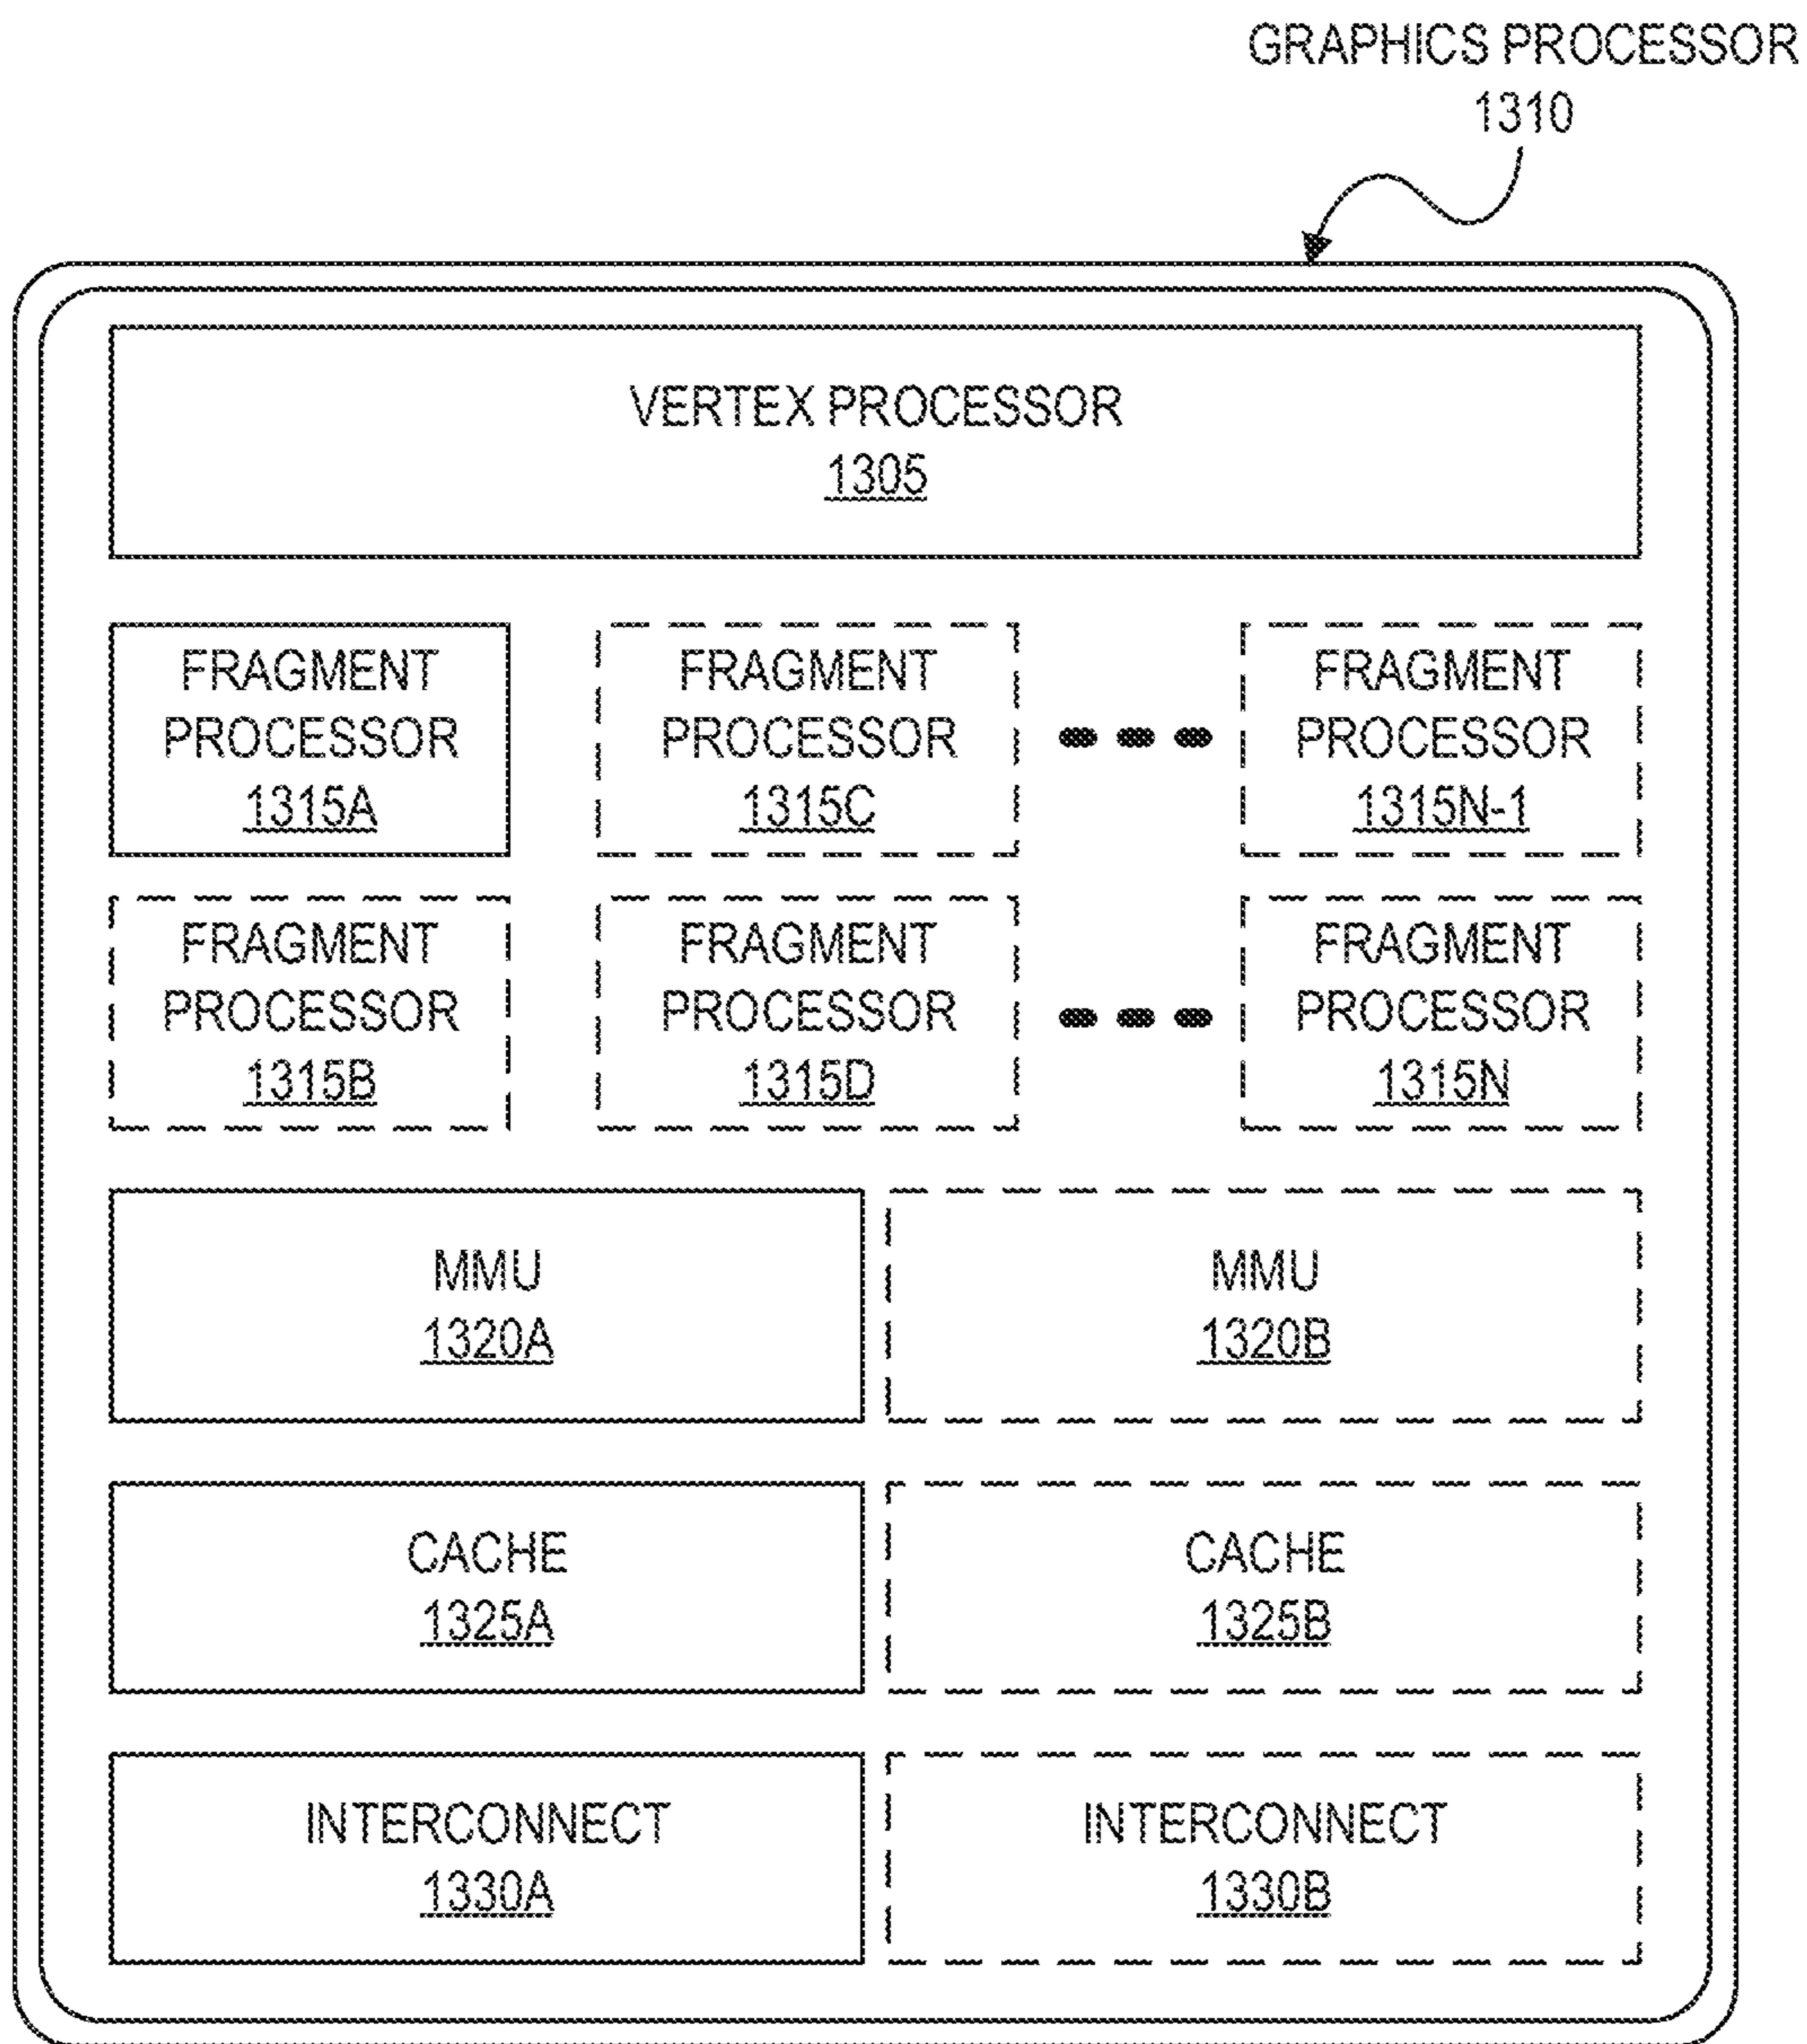 GRAPHICS PROCESSOR
1310
VERTEX PROCESSOR
1305
FRAGMENT
PROCESSOR
1315A
FRAGMENT
PROCESSOR
1315C
FRAGMENT
PROCESSOR
1315N-1
FRAGMENT
PROCESSOR
1315B
FRAGMENT
PROCESSOR
1315D
FRAGMENT
PROCESSOR
1315N
MMU
1320A
MMU
1320B
CACHE
1325A
CACHE
1325B
INTERCONNECT
1330A
INTERCONNECT
1330B